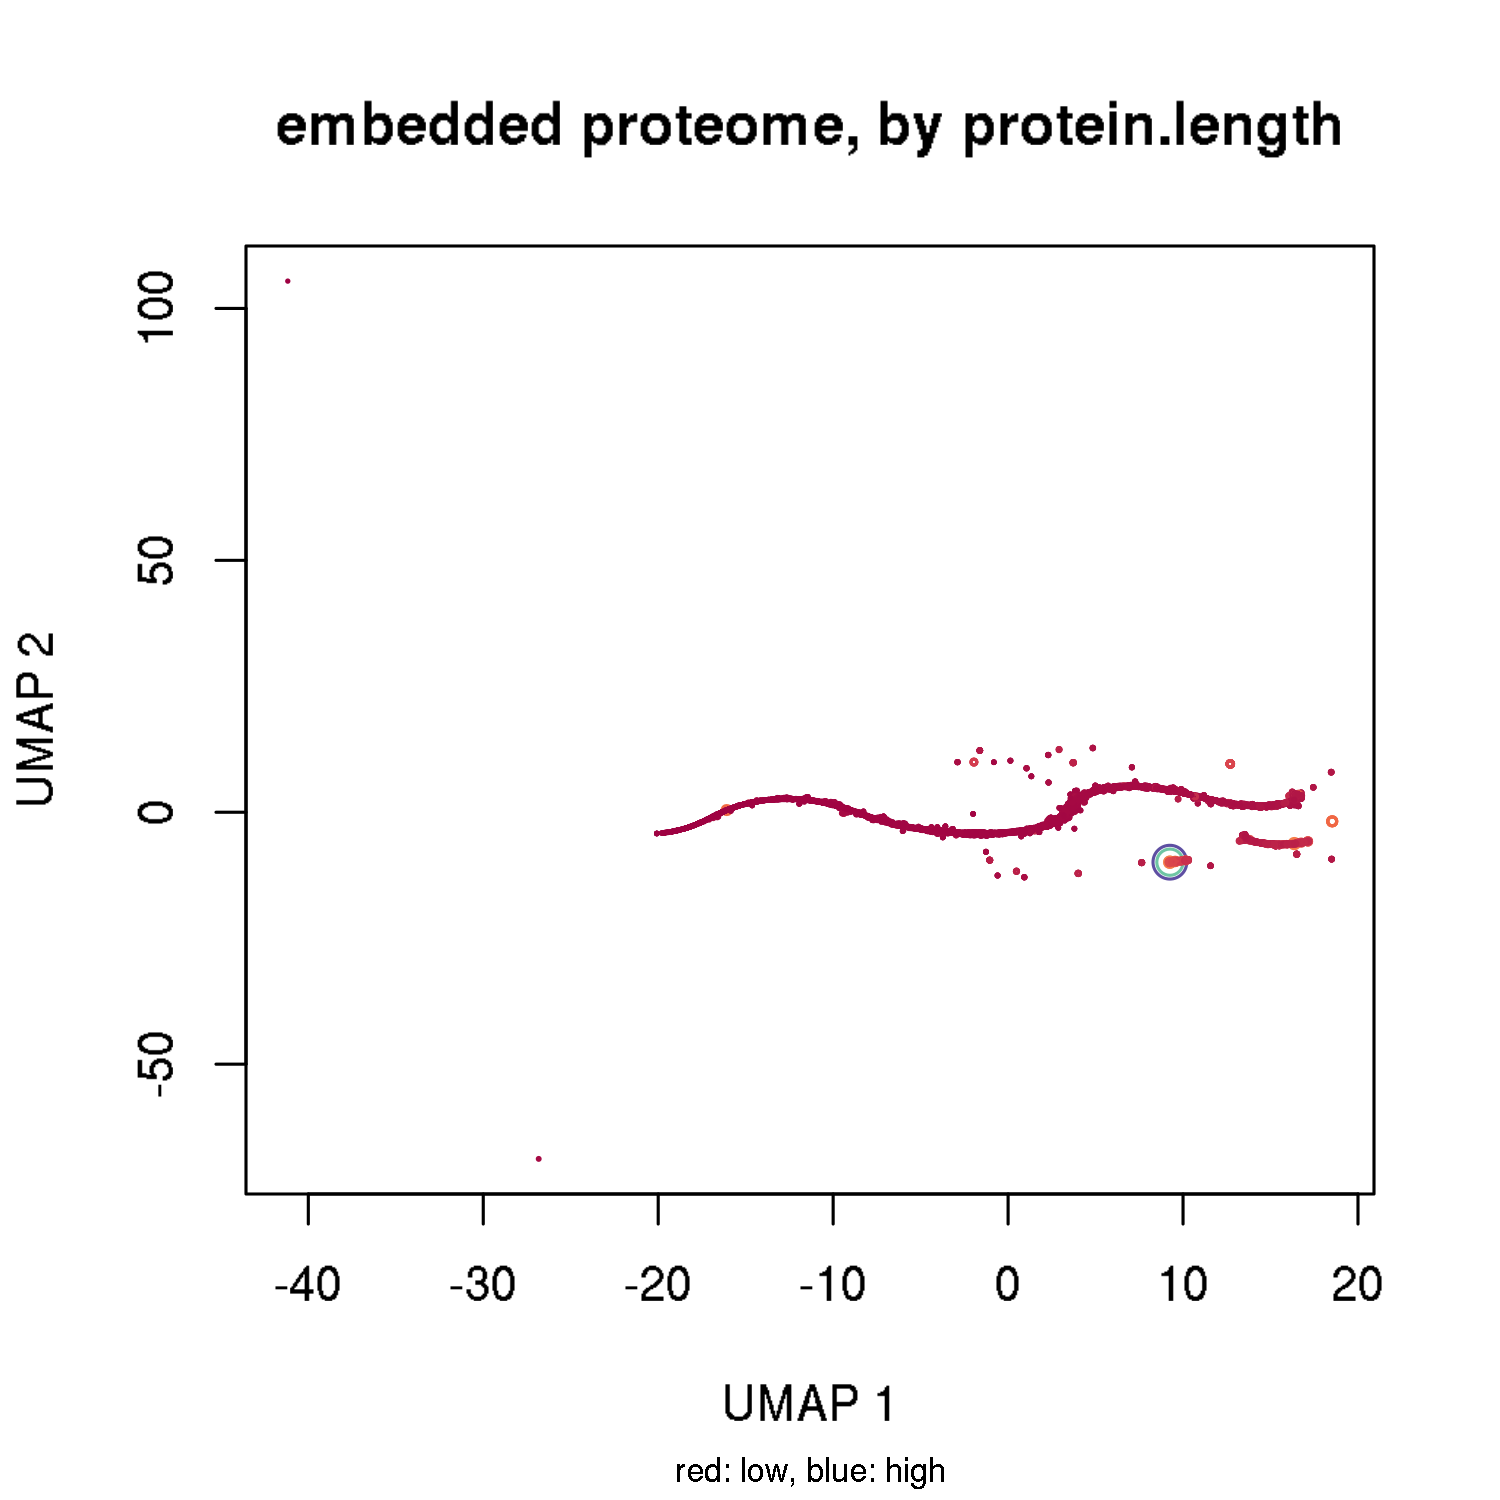 embedded proteome, by protein.length
100
50
0
-50
UMAP 2
-40 -30 -20 -10 0 10 20
UMAP 1
red: low, blue: high